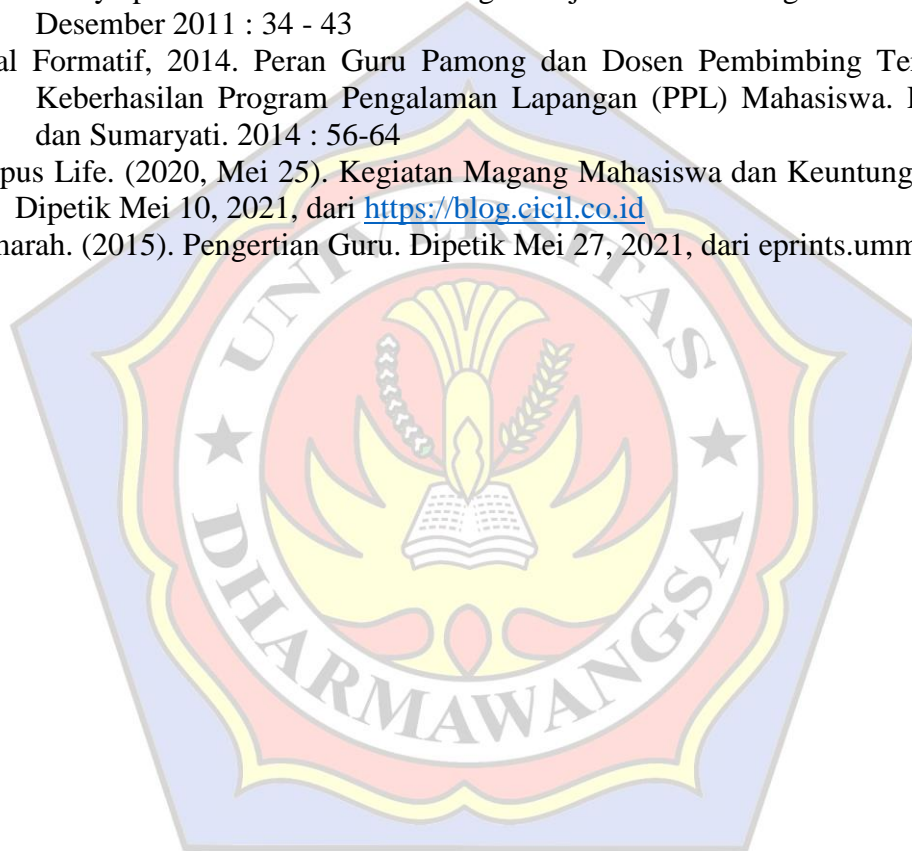 Desember 2011 : 34 - 43
al Formatif, 2014. Peran Guru Pamong dan Dosen Pembimbing Te
Keberhasilan Program Pengalaman Lapangan (PPL) Mahasiswa.
dan Sumaryati. 2014 : 56-64
pus Life. (2020, Mei 25). Kegiatan Magang Mahasiswa dan Keuntung
Dipetik Mei 10, 2021, dari https://blog.cicil.co.id
arah. (2015). Pengertian Guru. Dipetik Mei 27, 2021, dari eprints.umm
UNIVERSITAS
DHARMAWANGSA